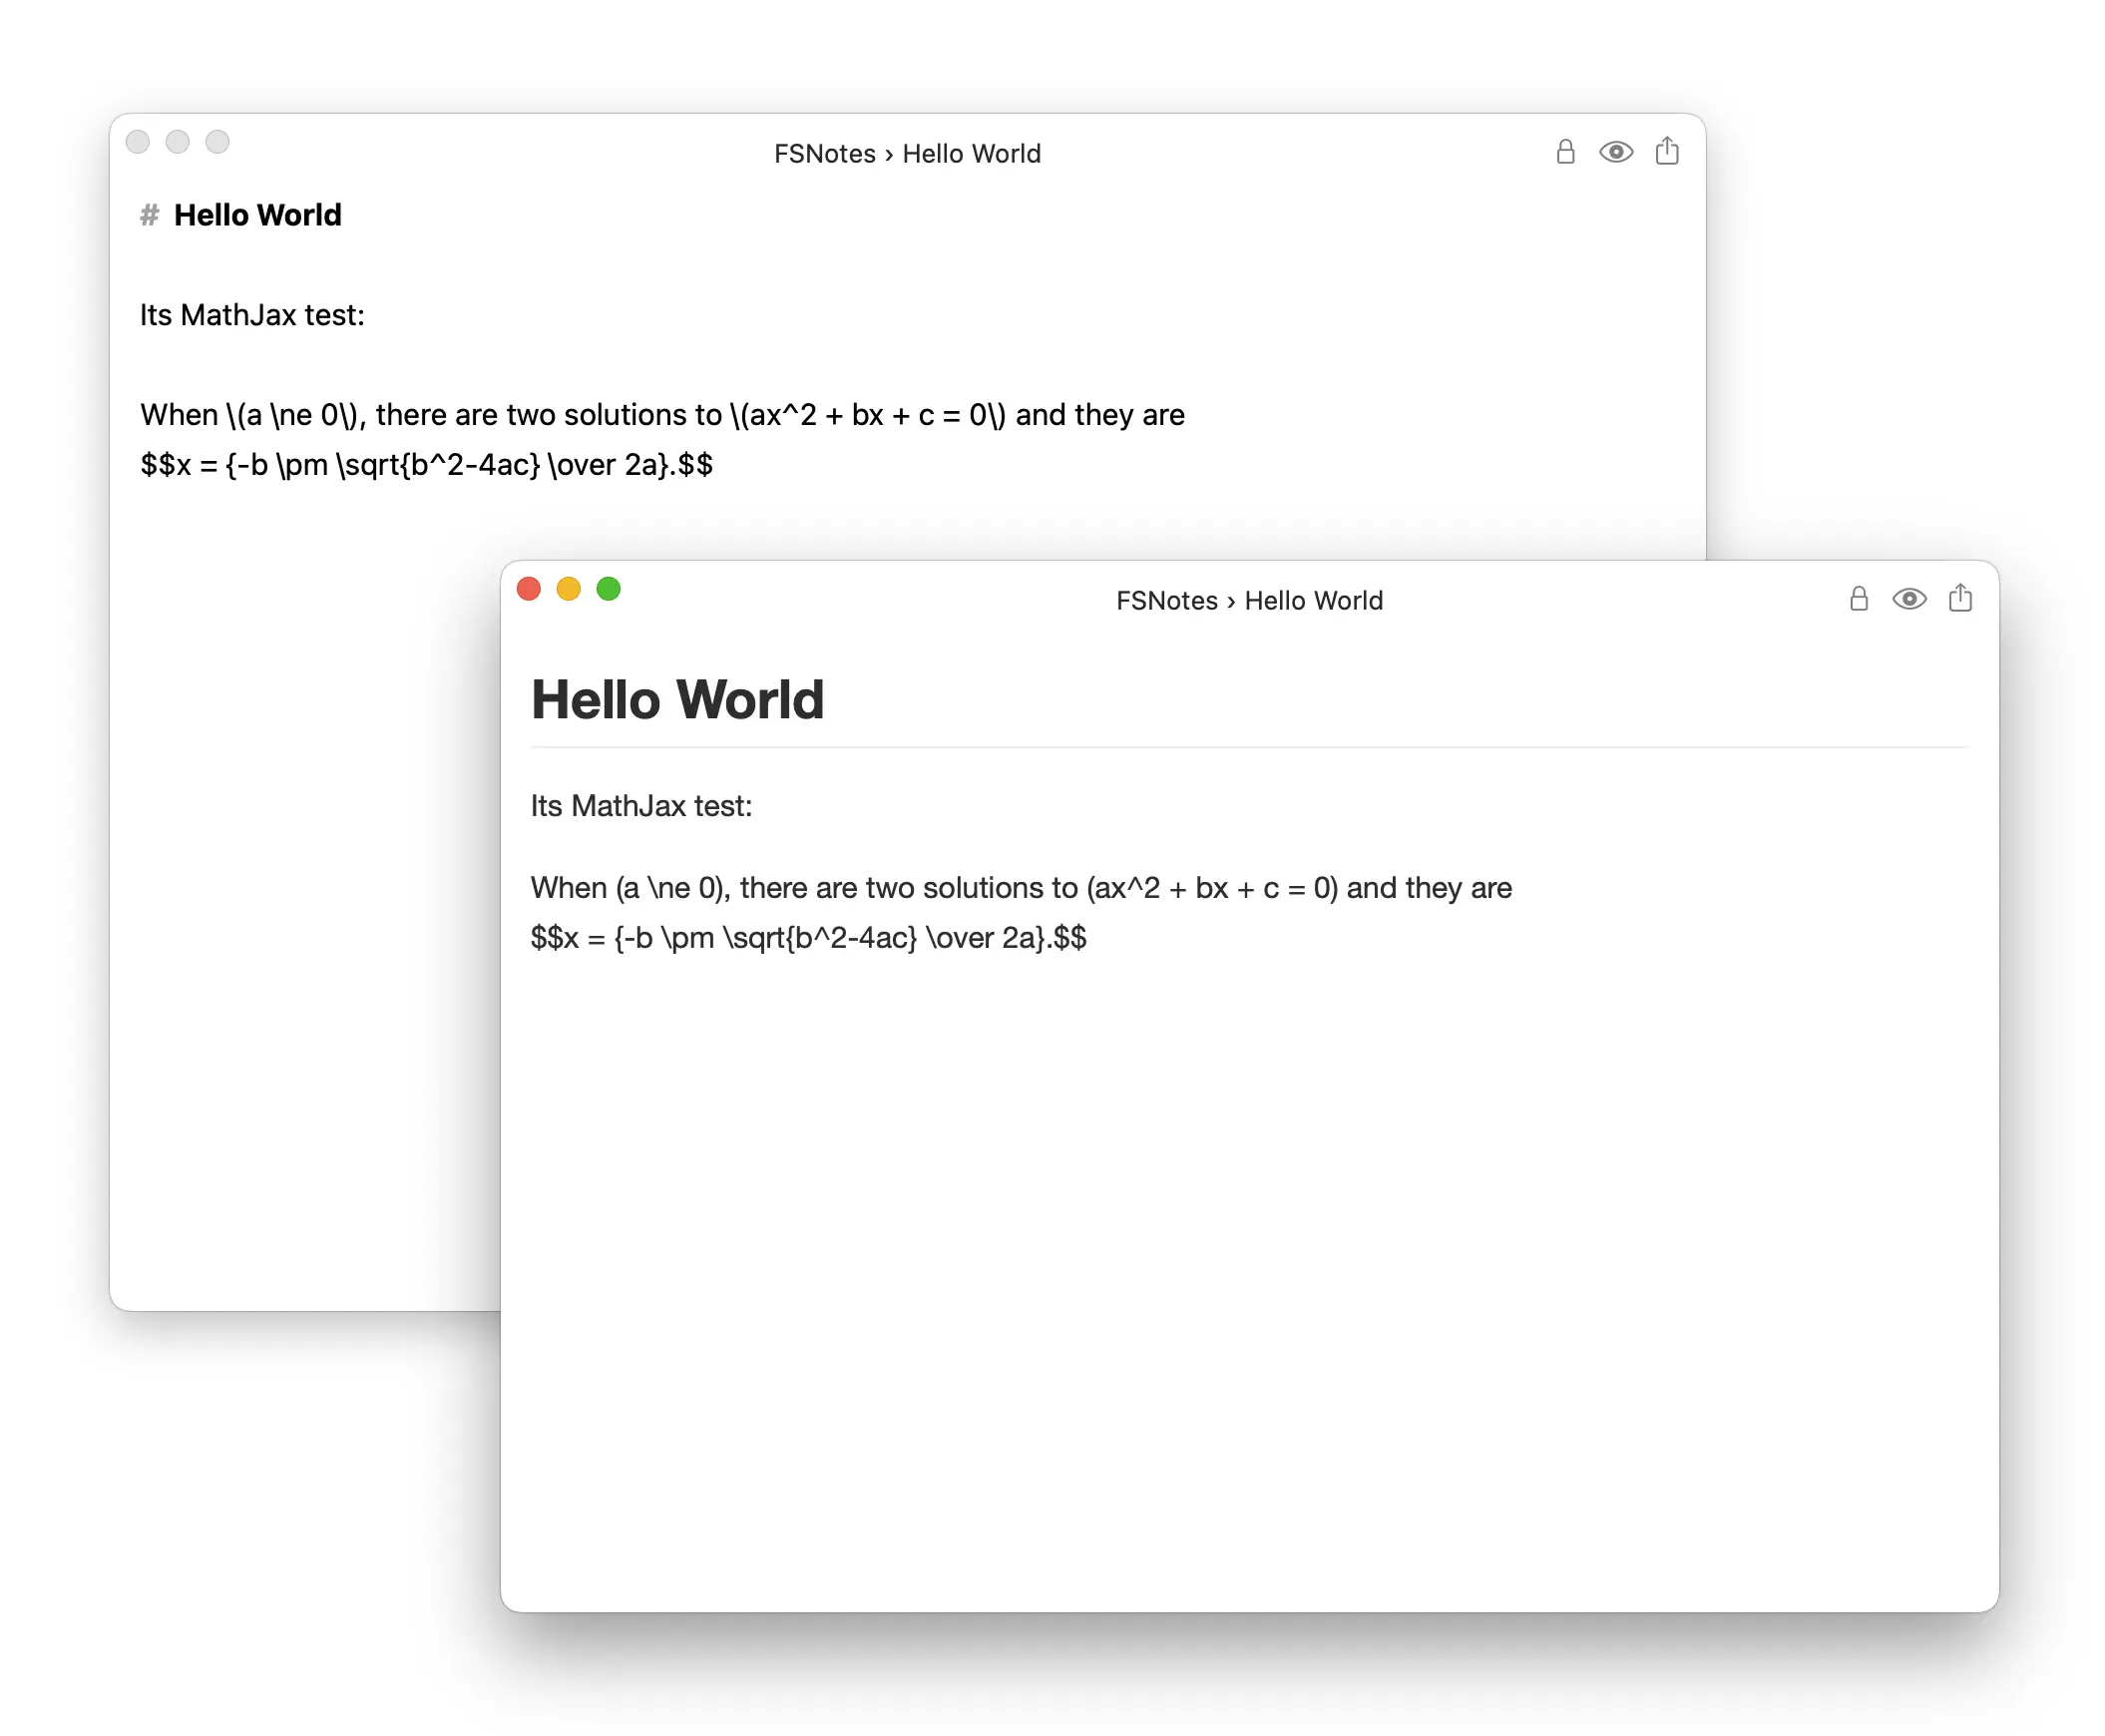 FSNotes › Hello World
# Hello World
Its MathJax test:
When \(a \ne 0\), there are two solutions to \(ax^2 + bx + c = 0\) and they are
$$x = {-b \pm \sqrt{b^2-4ac} \over 2a}.$$
FSNotes › Hello World
Hello World
Its MathJax test:
When (a \ne 0), there are two solutions to (ax^2 + bx + c = 0) and they are
$$x = {-b \pm \sqrt{b^2-4ac} \over 2a}.$$